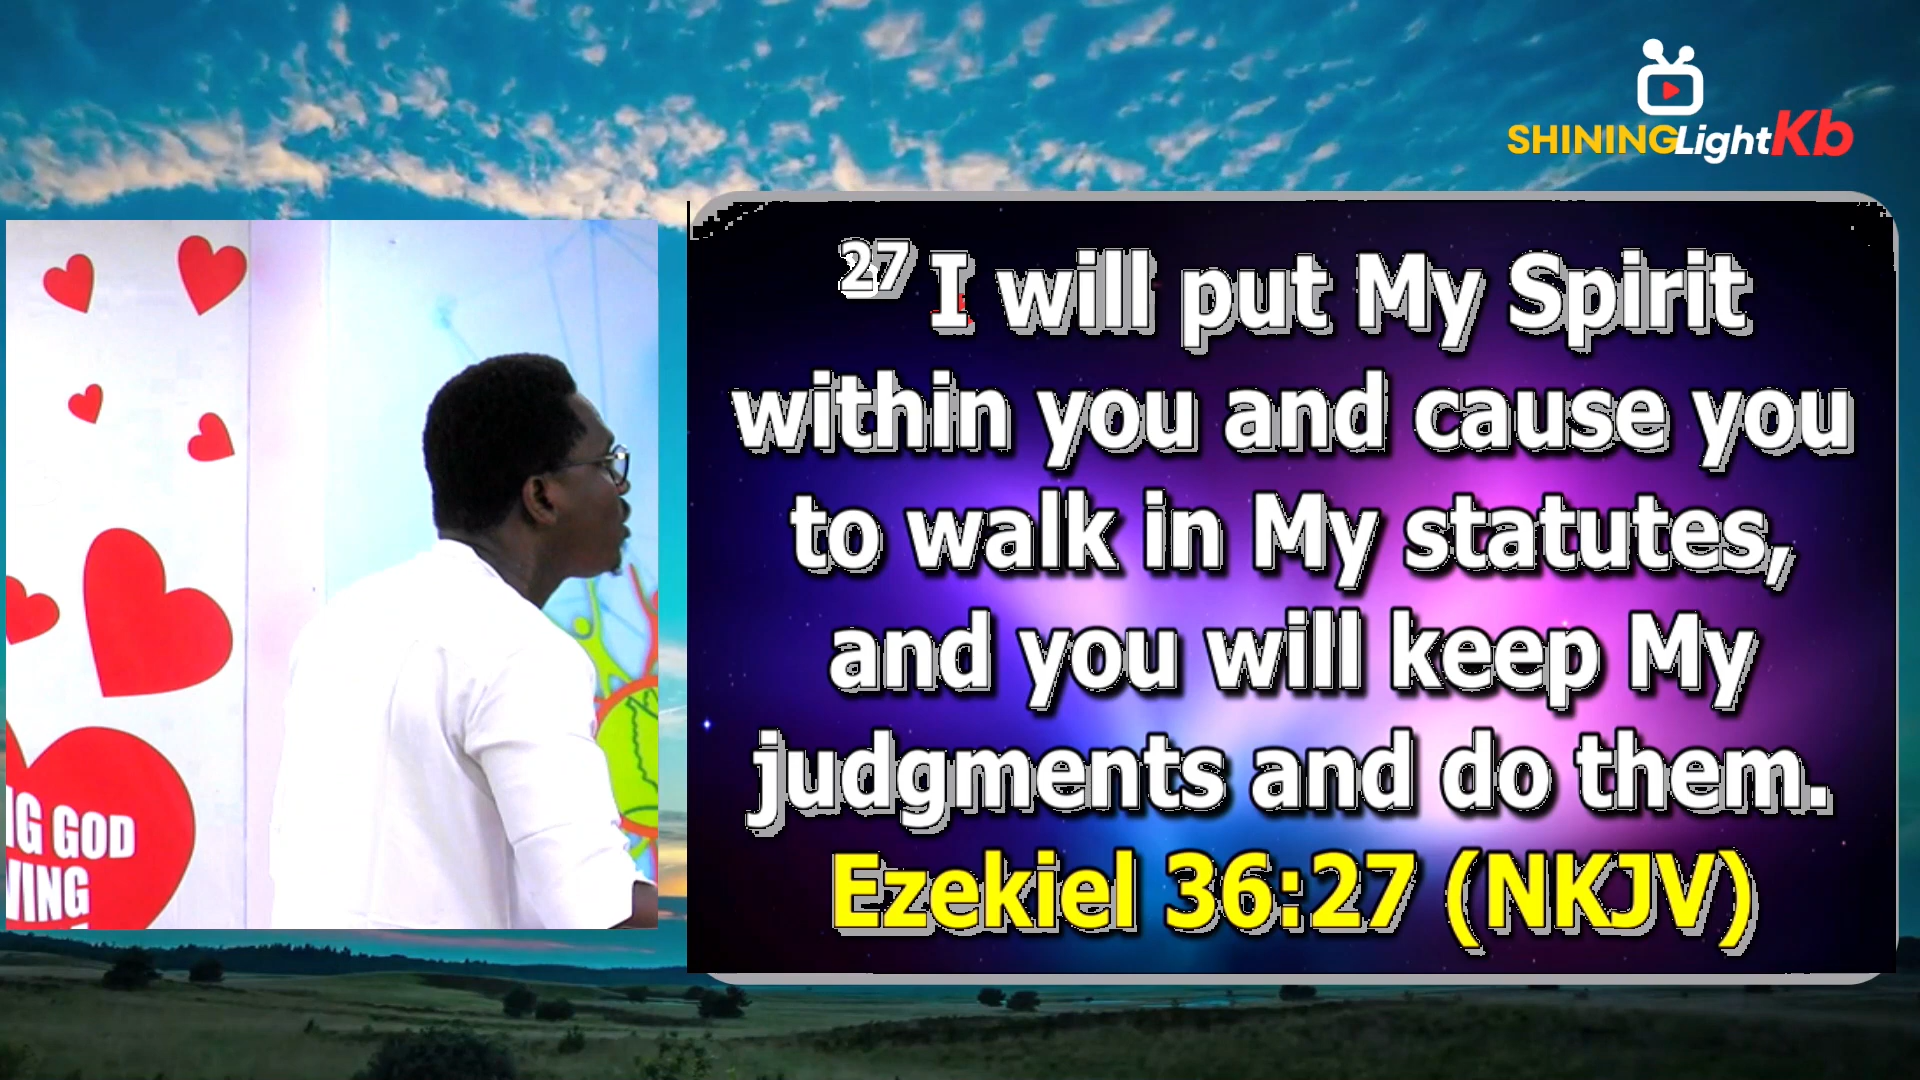 SHININGLightKb
27 I will put My Spirit
within you and cause you
to walk in My statutes,
and you will keep My
judgments and do them.
Ezekiel 36:27 (NKJV)
GOD